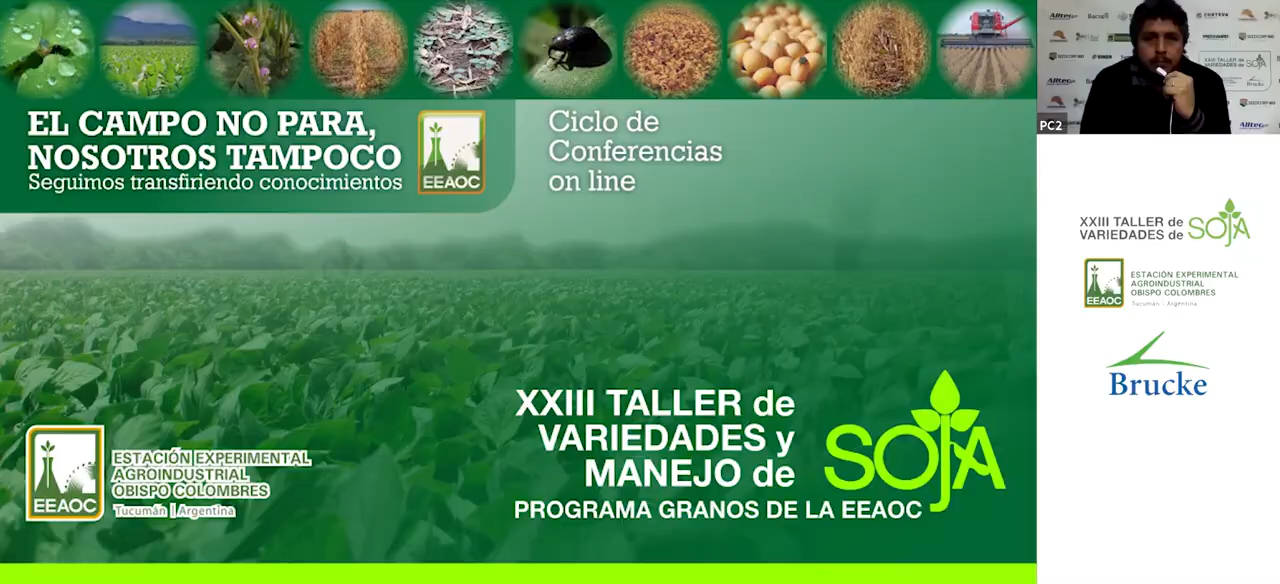 EL CAMPO NO PARA,
NOSOTROS TAMPOCO
Seguimos transfiriendo conocimientos
EEAOC
Ciclo de
Conferencias
on line
XXIII TALLER de
VARIEDADES y
MANEJO de
SOJA
PROGRAMA GRANOS DE LA EEAOC
EEAOC
ESTACIÓN EXPERIMENTAL
AGROINDUSTRIAL
OBISPO COLOMBRES
Tucumán | Argentina
PC2
XXIII TALLER de
VARIEDADES de SOJA
EEAOC
ESTACIÓN EXPERIMENTAL
AGROINDUSTRIAL
OBISPO COLOMBRES
Tucumán | Argentina
Brucke